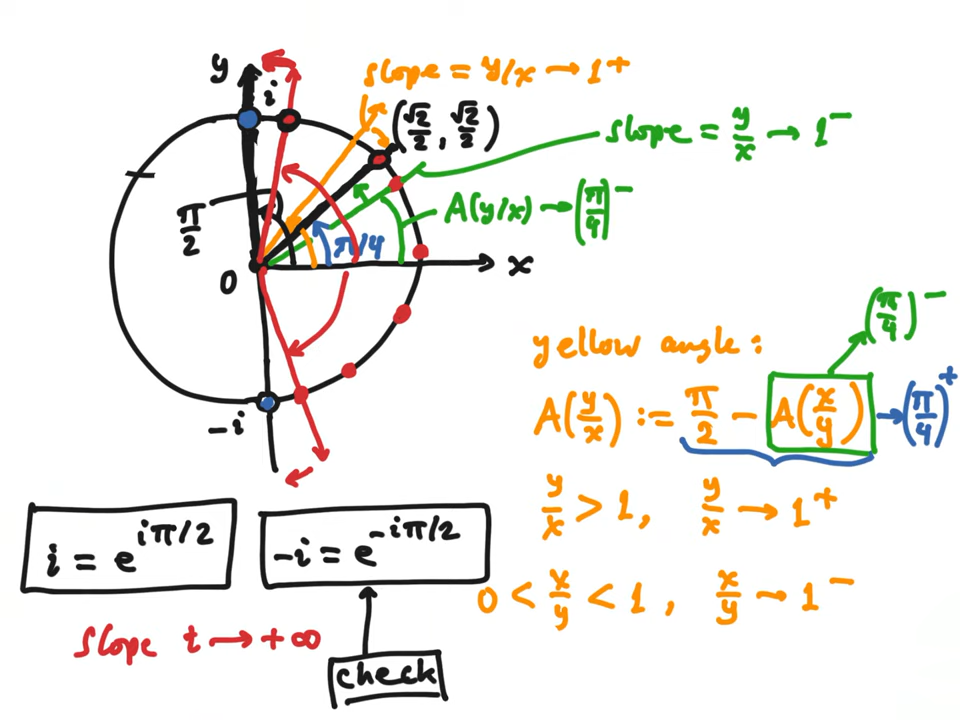 y
i
slope = y/x → 1⁺
(√2/2, √2/2)
slope = y/x → 1⁻
A(y/x) → (π/4)⁻
π/2
π/4
0
x
-i
(π/4)⁻
yellow angle:
A(y/x) := π/2 - A(x/y) → (π/4)⁺
y/x > 1, y/x → 1⁺
0 < x/y < 1, x/y → 1⁻
i = e^{iπ/2}
-i = e^{-iπ/2}
slope t → +∞
check